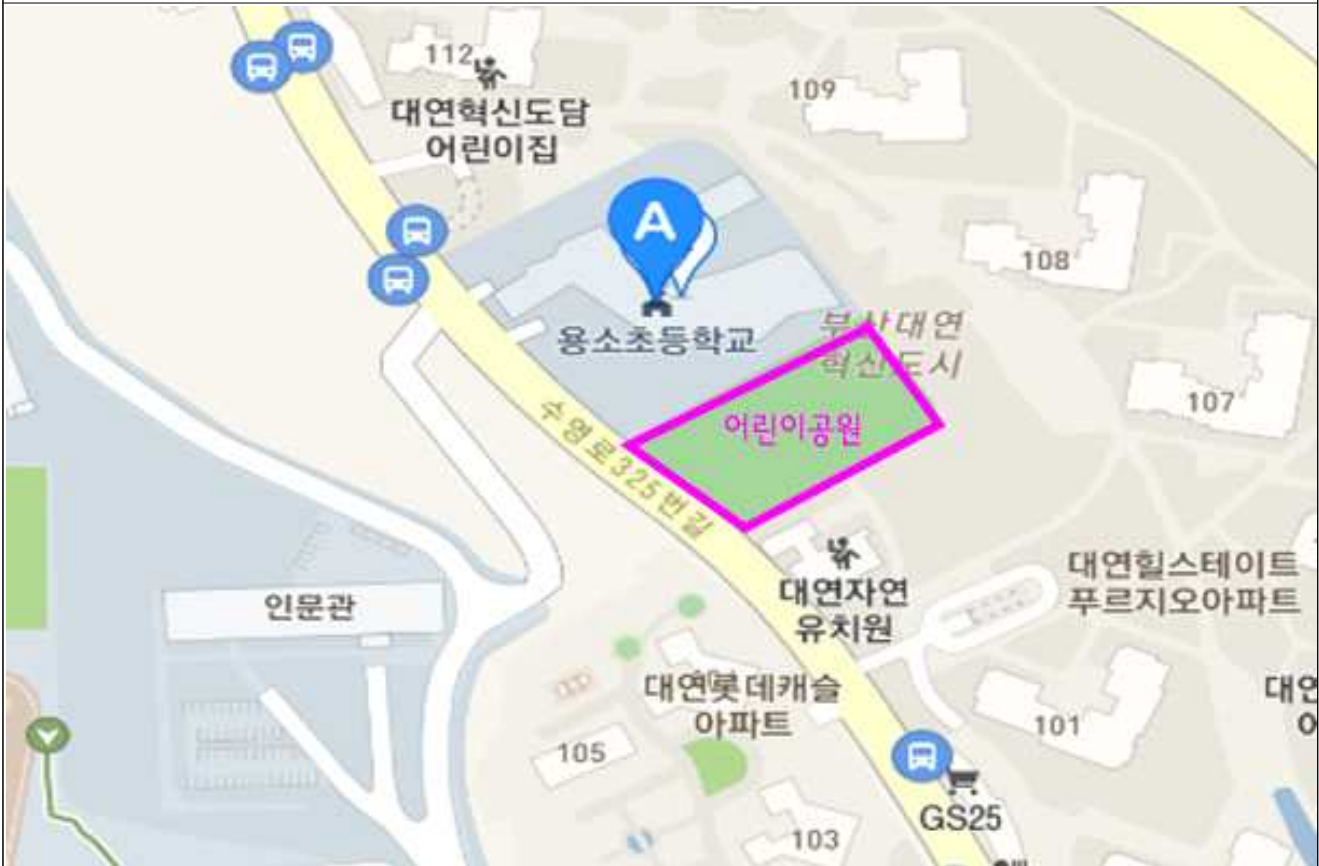 112
대연혁신도담
어린이집
109
A
108
용소초등학교
부산대연
혁신도시
107
어린이공원
수영로325번길
대연힐스테이트
푸르지오아파트
인문관
대연자연
유치원
대연롯데캐슬
아파트
105
101
GS25
103